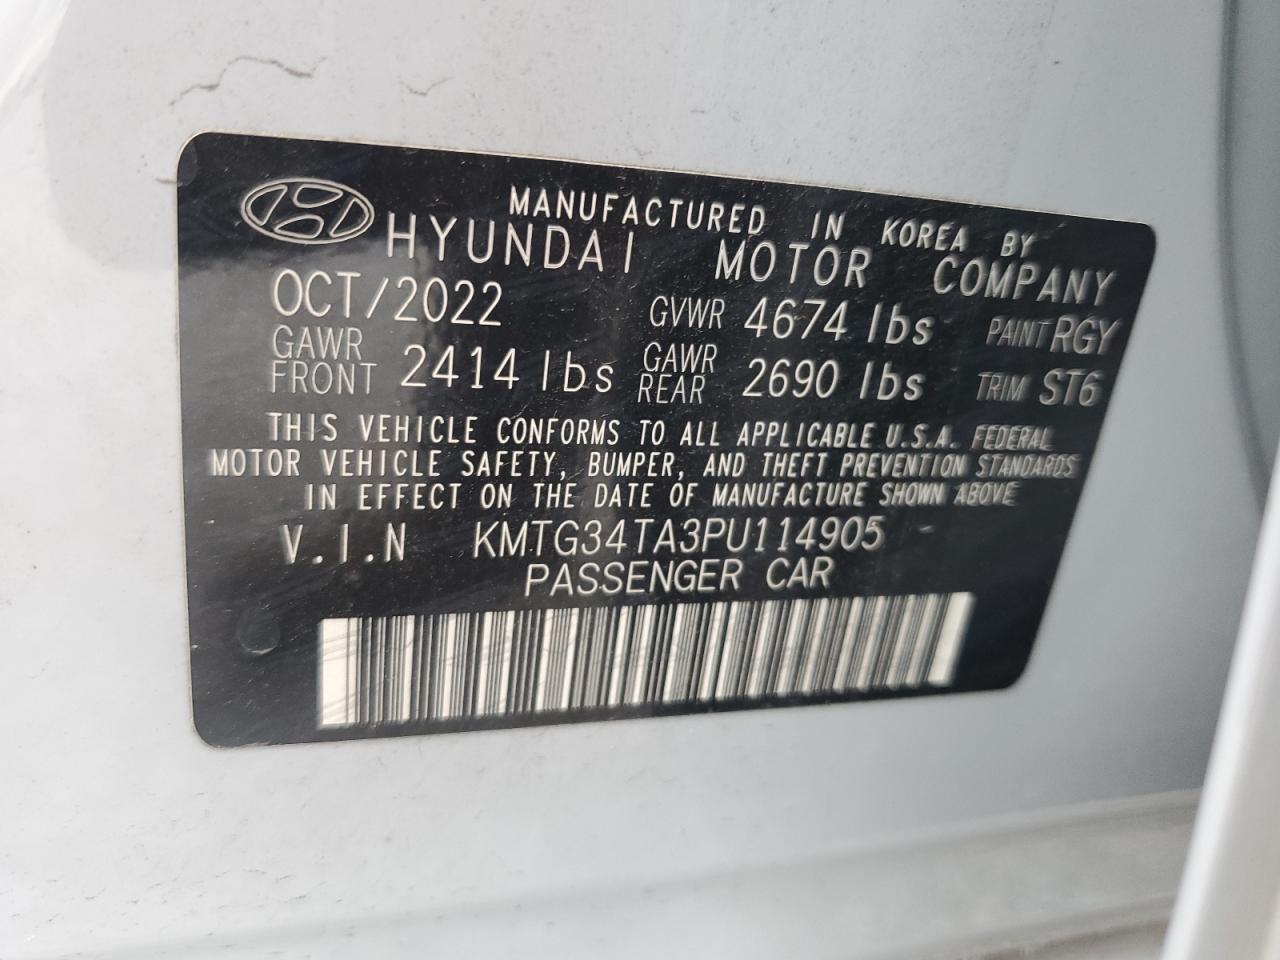 MANUFACTURED IN KOREA BY
HYUNDAI MOTOR COMPANY
OCT/2022 GVWR 4674 lbs PAINT RGY
GAWR FRONT 2414 lbs GAWR REAR 2690 lbs TRIM ST6
THIS VEHICLE CONFORMS TO ALL APPLICABLE U.S.A. FEDERAL
MOTOR VEHICLE SAFETY, BUMPER, AND THEFT PREVENTION STANDARDS
IN EFFECT ON THE DATE OF MANUFACTURE SHOWN ABOVE
V.I.N KMTG34TA3PU114905
PASSENGER CAR